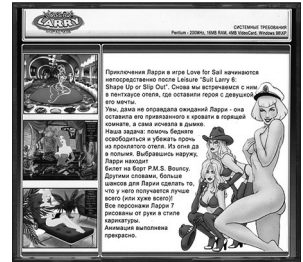 LARRY
СИСТЕМНЫЕ ТРЕБОВАНИЯ
Pentium - 200MHz, 16MB RAM, 4MB VideoCard, Windows 98/XP
Приключения Ларри в игре Love for Sail начинаются
непосредственно после Leisure "Suit Larry 6:
Shape Up or Slip Out". Снова мы встречаемся с ним
в пентхаусе отеля, где оставили героя с девушкой
его мечты.
Увы, дама не оправдала ожиданий Ларри - она
оставила его привязанного к кровати в горящей
комнате, а сама исчезла в дымке.
Наша задача: помочь бедняге
освободиться и убежать прочь
из проклятого отеля. Из огня да
в полымя. Выбравшись наружу,
Ларри находит
билет на борт P.M.S. Bouncy.
Другими словами, больше
шансов для Ларии сделать то,
что у него получается лучше
всего (или хуже всего)!
Все персонажи Ларри 7
рисованы от руки в стиле
карикатуры.
Анимация выполнена
прекрасно.